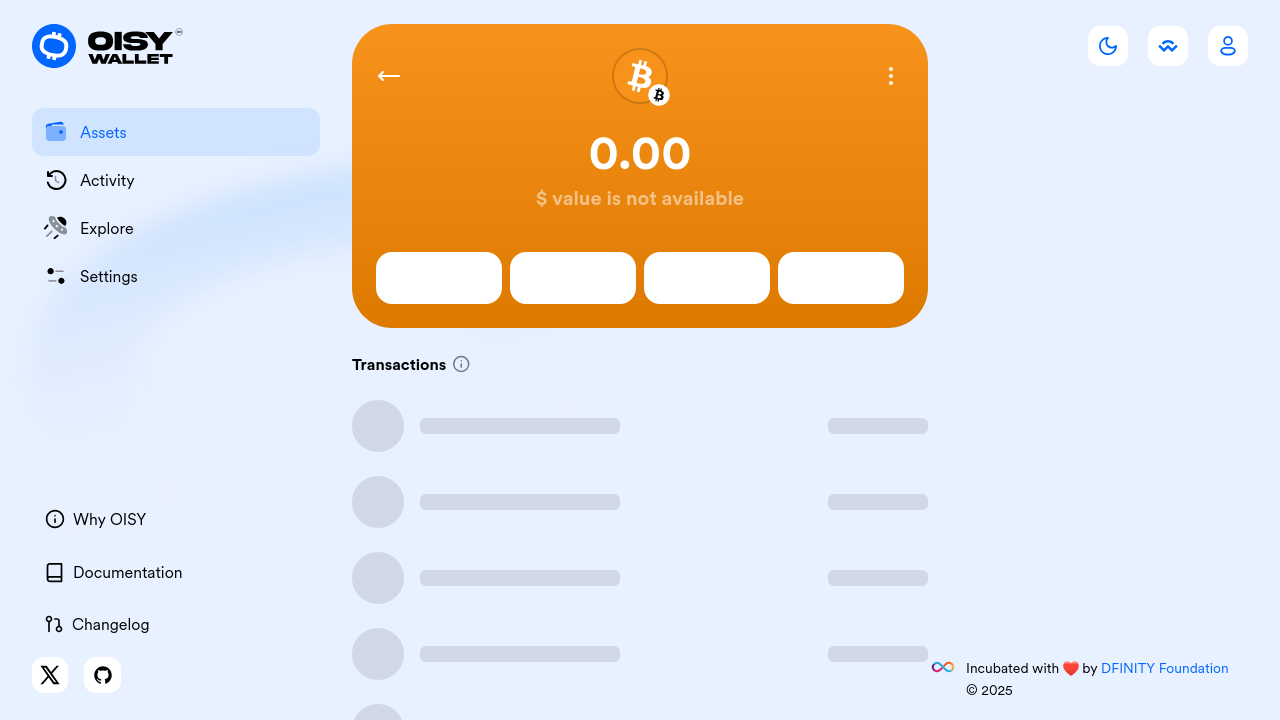 OISY
WALLET
Assets
Activity
Explore
Settings
Why OISY
Documentation
Changelog
0.00
$ value is not available
Transactions
Incubated with ❤️ by DFINITY Foundation
© 2025